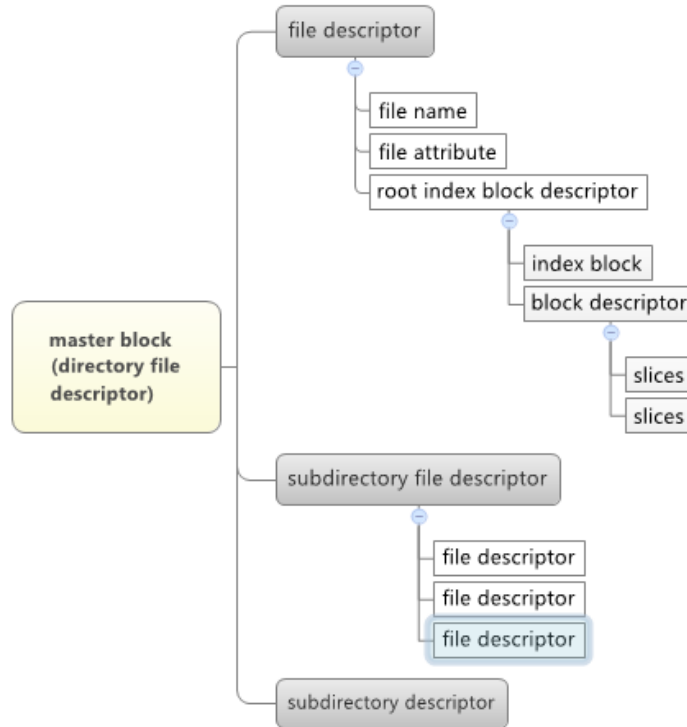 file descriptor
file name
file attribute
root index block descriptor
index block
block descriptor
slices
slices
master block
(directory file
descriptor)
subdirectory file descriptor
file descriptor
file descriptor
file descriptor
subdirectory descriptor